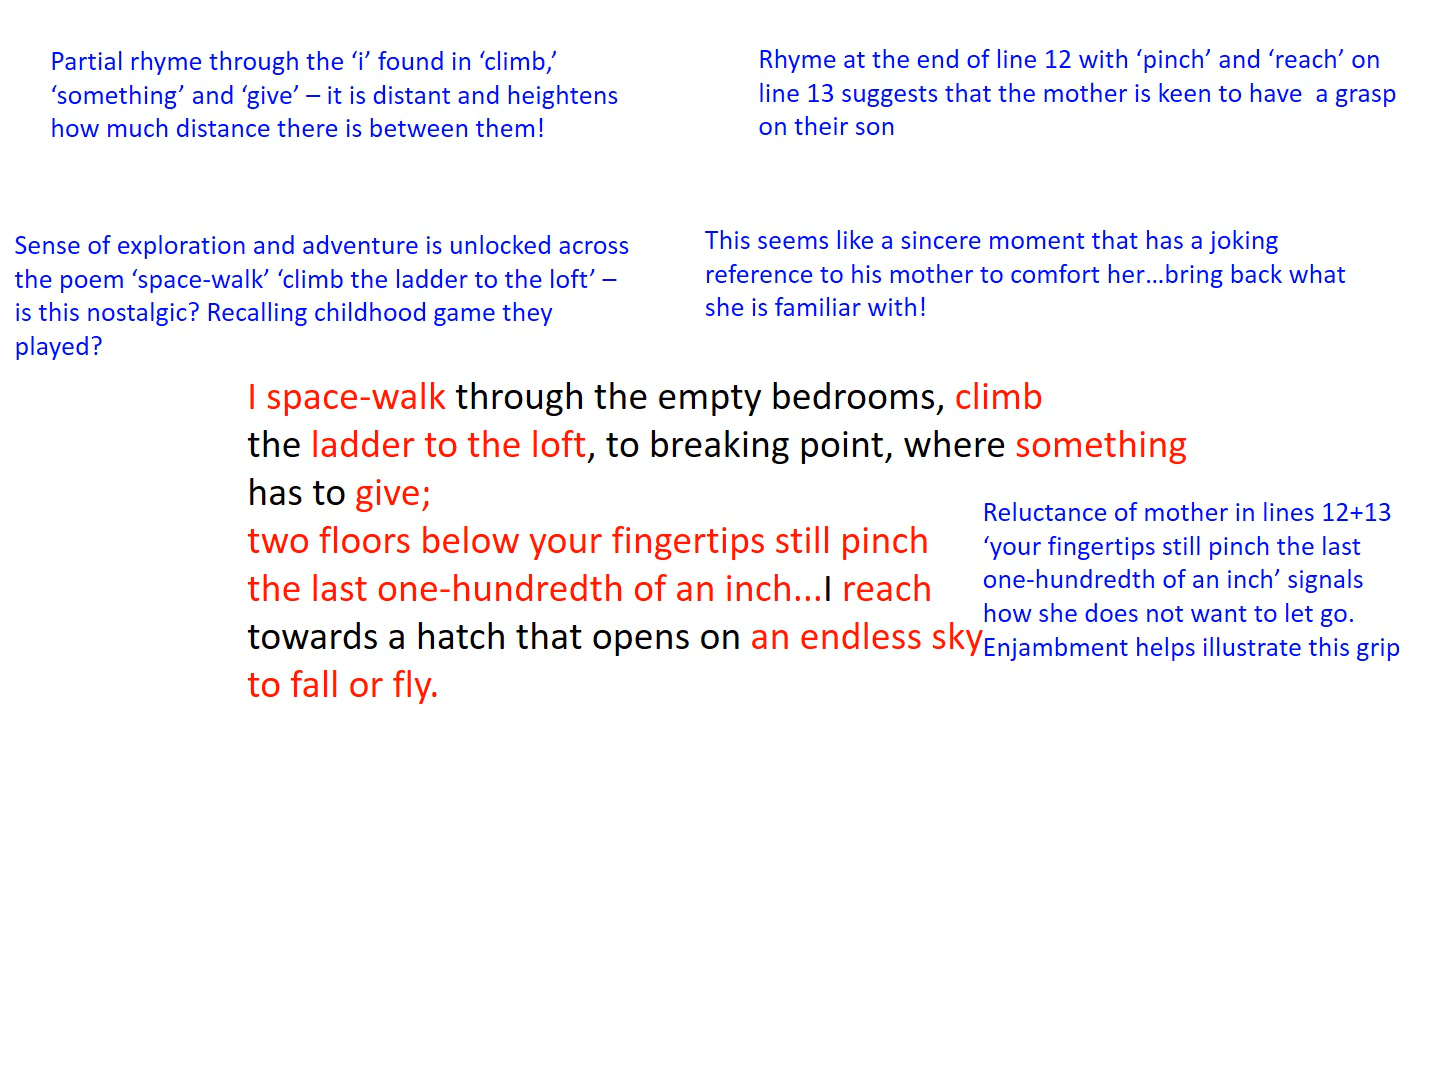 Partial rhyme through the ‘i’ found in ‘climb,’
‘something’ and ‘give’ – it is distant and heightens
how much distance there is between them!
Rhyme at the end of line 12 with ‘pinch’ and ‘reach’ on
line 13 suggests that the mother is keen to have  a grasp
on their son
Sense of exploration and adventure is unlocked across
the poem ‘space-walk’ ‘climb the ladder to the loft’ –
is this nostalgic? Recalling childhood game they
played?
This seems like a sincere moment that has a joking
reference to his mother to comfort her…bring back what
she is familiar with!
I space-walk through the empty bedrooms, climb
the ladder to the loft, to breaking point, where something
has to give;
two floors below your fingertips still pinch
the last one-hundredth of an inch...I reach
towards a hatch that opens on an endless sky
to fall or fly.
Reluctance of mother in lines 12+13
‘your fingertips still pinch the last
one-hundredth of an inch’ signals
how she does not want to let go.
Enjambment helps illustrate this grip